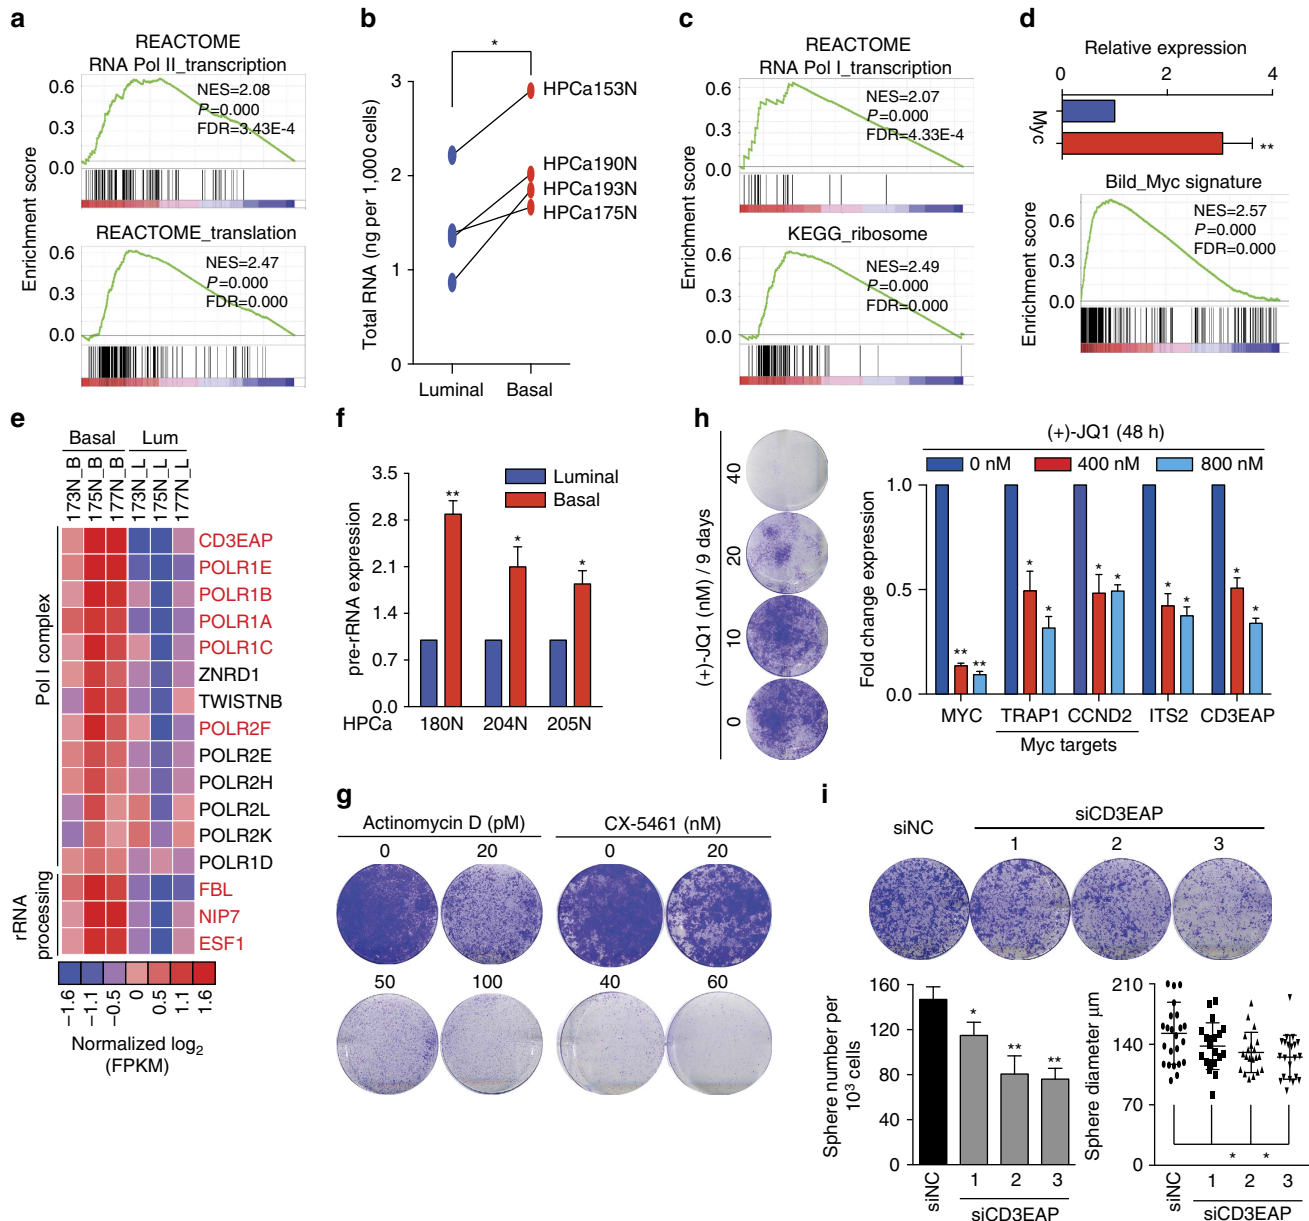 a
REACTOME
RNA Pol II_transcription
0.6
0.3
0.0
NES=2.08
P=0.000
FDR=3.43E-4
REACTOME_translation
0.6
0.3
0.0
NES=2.47
P=0.000
FDR=0.000
Enrichment score
b
*
Total RNA (ng per 1,000 cells)
3
2
1
0
HPCa153N
HPCa190N
HPCa193N
HPCa175N
Luminal
Basal
c
REACTOME
RNA Pol I_transcription
0.6
0.3
0.0
NES=2.07
P=0.000
FDR=4.33E-4
KEGG_ribosome
0.6
0.3
0.0
NES=2.49
P=0.000
FDR=0.000
Enrichment score
d
Relative expression
0 2 4
Myc
**
Bild_Myc signature
0.6
0.3
0.0
NES=2.57
P=0.000
FDR=0.000
Enrichment score
e
Basal Lum
173N_B
175N_B
177N_B
173N_L
175N_L
177N_L
Pol I complex
CD3EAP
POLR1E
POLR1B
POLR1A
POLR1C
ZNRD1
TWISTNB
POLR2F
POLR2E
POLR2H
POLR2L
POLR2K
POLR1D
rRNA
processing
FBL
NIP7
ESF1
−1.6
−1.1
−0.5
0
0.5
1.1
1.6
Normalized log2
(FPKM)
f
pre-rRNA expression
3.5
2.8
2.1
1.4
0.7
0
Luminal
Basal
**
*
*
HPCa 180N 204N 205N
g
Actinomycin D (pM)
0 20
50 100
CX-5461 (nM)
0 20
40 60
h
(+)-JQ1 (nM) / 9 days
40
20
10
0
(+)-JQ1 (48 h)
0 nM 400 nM 800 nM
Fold change expression
1.0
0.5
0.0
** **
* *
* *
* *
* *
MYC TRAP1 CCND2 ITS2 CD3EAP
Myc targets
i
siNC
siCD3EAP
1 2 3
Sphere number per
10³ cells
160
120
80
40
0
*
**
**
siNC 1 2 3
siCD3EAP
Sphere diameter μm
210
140
70
0
* *
siNC 1 2 3
siCD3EAP